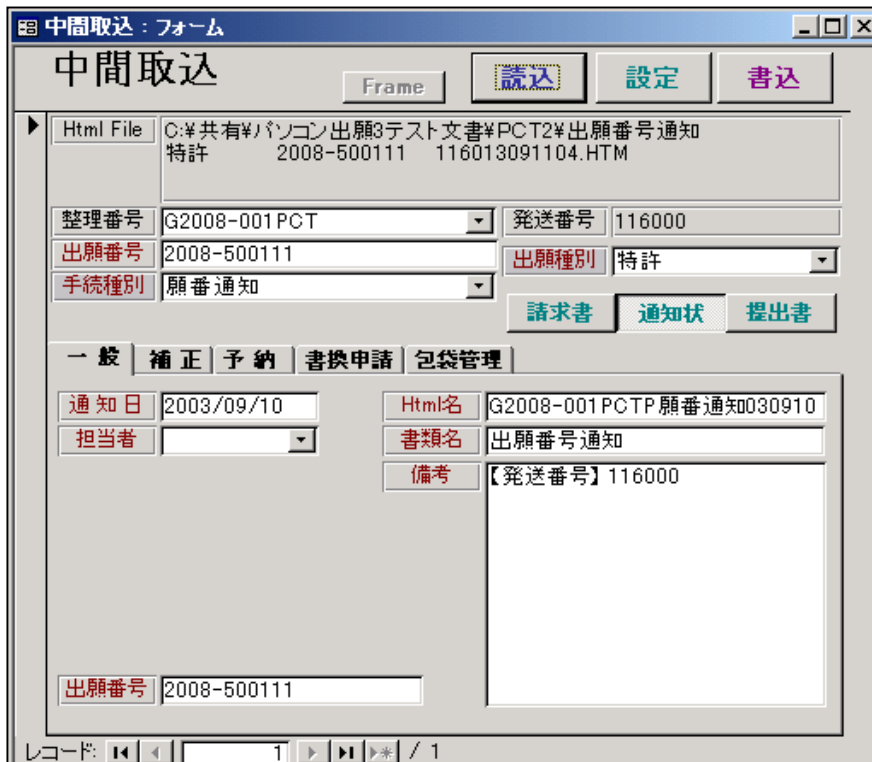 中間取込：フォーム
中間取込 Frame 読込 設定 書込
Html File C:¥共有¥パソコン出願3テスト文書¥PCT2¥出願番号通知
特許 2008-500111 116013091104.HTM
整理番号 G2008-001PCT 発送番号 116000
出願番号 2008-500111 出願種別 特許
手続種別 願番通知
請求書 通知状 提出書
一般 補正 予納 書換申請 包袋管理
通知日 2003/09/10 Html名 G2008-001PCTP願番通知030910
担当者 書類名 出願番号通知
備考 【発送番号】116000
出願番号 2008-500111
レコード: 1 / 1